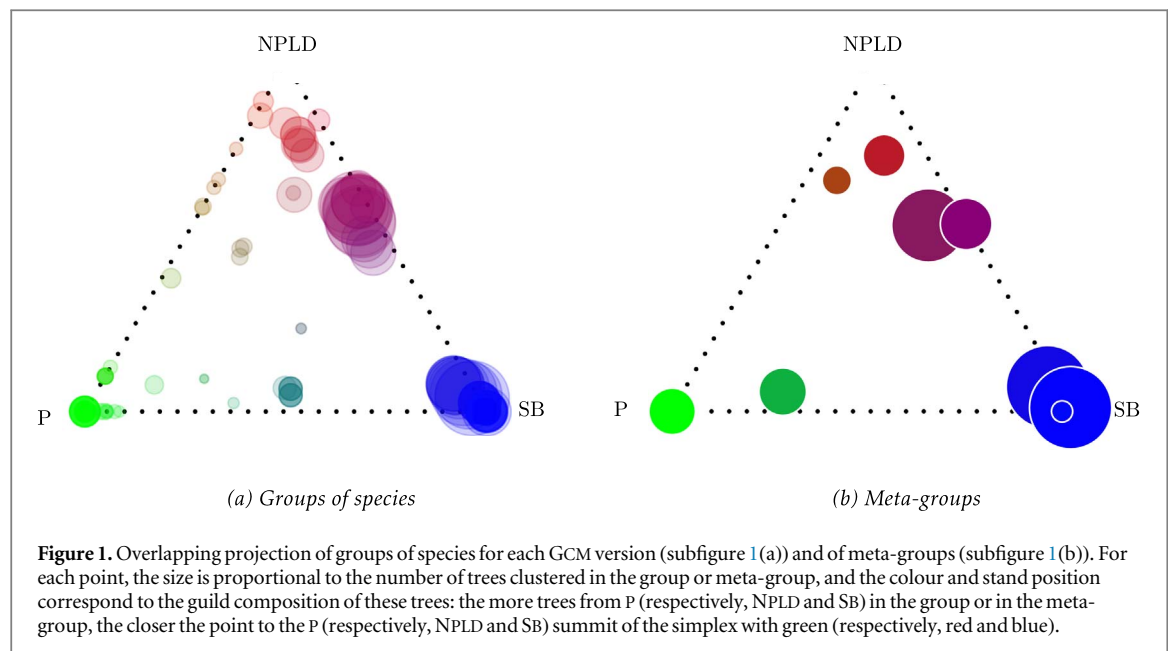 NPLD
NPLD
P
SB
P
SB
(a) Groups of species
(b) Meta-groups
Figure 1. Overlapping projection of groups of species for each GCM version (subfigure 1(a)) and of meta-groups (subfigure 1(b)). For
each point, the size is proportional to the number of trees clustered in the group or meta-group, and the colour and stand position
correspond to the guild composition of these trees: the more trees from P (respectively, NPLD and SB) in the group or in the meta-
group, the closer the point to the P (respectively, NPLD and SB) summit of the simplex with green (respectively, red and blue).